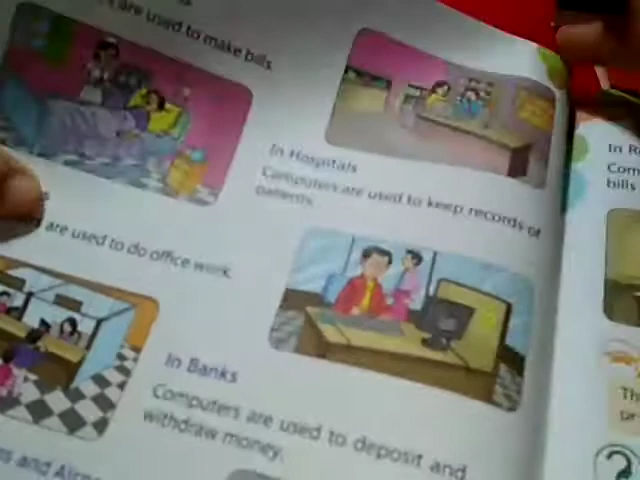 are used to make bills.
In Hospitals
Computers are used to keep records of
patients.
are used to do office work.
In Banks
Computers are used to deposit and
withdraw money.
and
In
bills